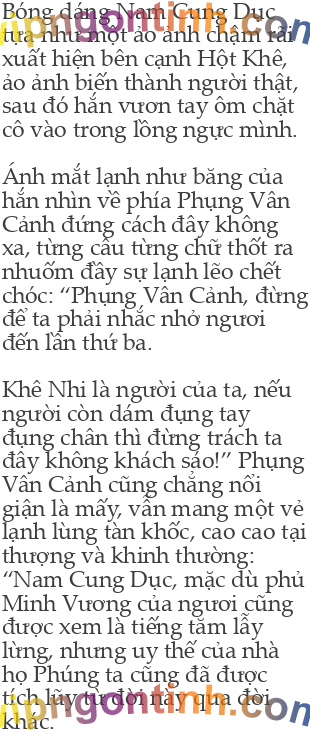 Bóng dáng Nam Cung Dục
tựa như một ảo ảnh chậm rãi
xuất hiện bên cạnh Hột Khê,
ảo ảnh biến thành người thật,
sau đó hắn vươn tay ôm chặt
cô vào trong lồng ngực mình.
Ánh mắt lạnh như băng của
hắn nhìn về phía Phụng Vân
Cảnh đứng cách đây không
xa, từng câu từng chữ thốt ra
nhuốm đầy sự lạnh lẽo chết
chóc: “Phụng Vân Cảnh, đừng
để ta phải nhắc nhở ngươi
đến lần thứ ba.
Khê Nhi là người của ta, nếu
ngươi còn dám đụng tay
đụng chân thì đừng trách ta
đây không khách sáo!” Phụng
Vân Cảnh cũng chẳng nổi
giận là mấy, vẫn mang một vẻ
lạnh lùng tàn khốc, cao cao tại
thượng và khinh thường:
“Nam Cung Dục, mặc dù phủ
Minh Vương của ngươi cũng
được xem là tiếng tăm lẫy
lừng, nhưng uy thế của nhà
họ Phúng ta cũng đã được
tích lũy từ đời này qua đời
khác.
vipngontinh.com
vipngontinh.com